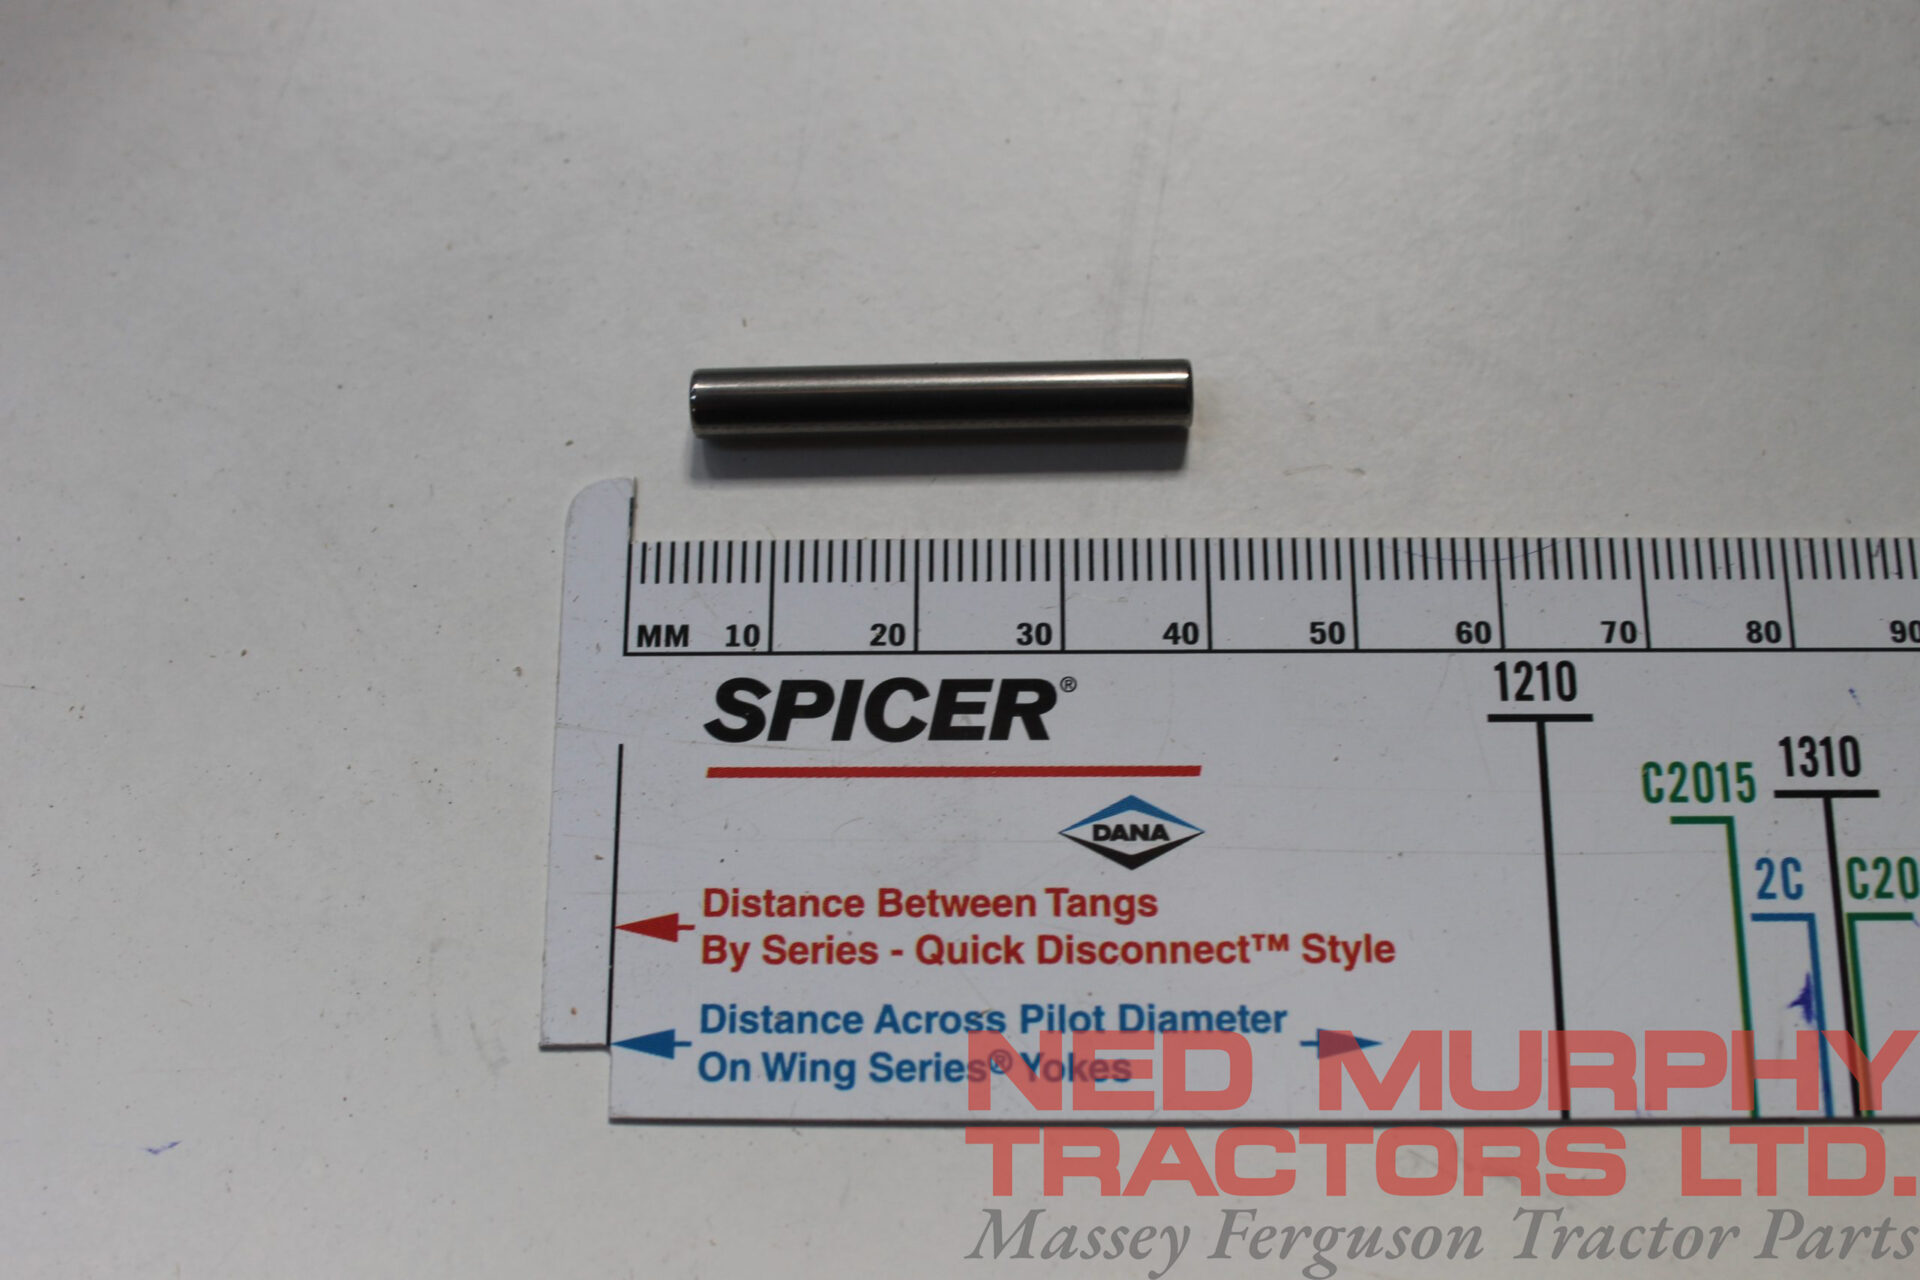 MM 10 20 30 40 50 60 70 80 90
SPICER®
1210
1310
C2015
DANA
2C
C20
Distance Between Tangs
By Series - Quick Disconnect™ Style
Distance Across Pilot Diameter
On Wing Series® Yokes
NED MURPHY
TRACTORS LTD.
Massey Ferguson Tractor Parts